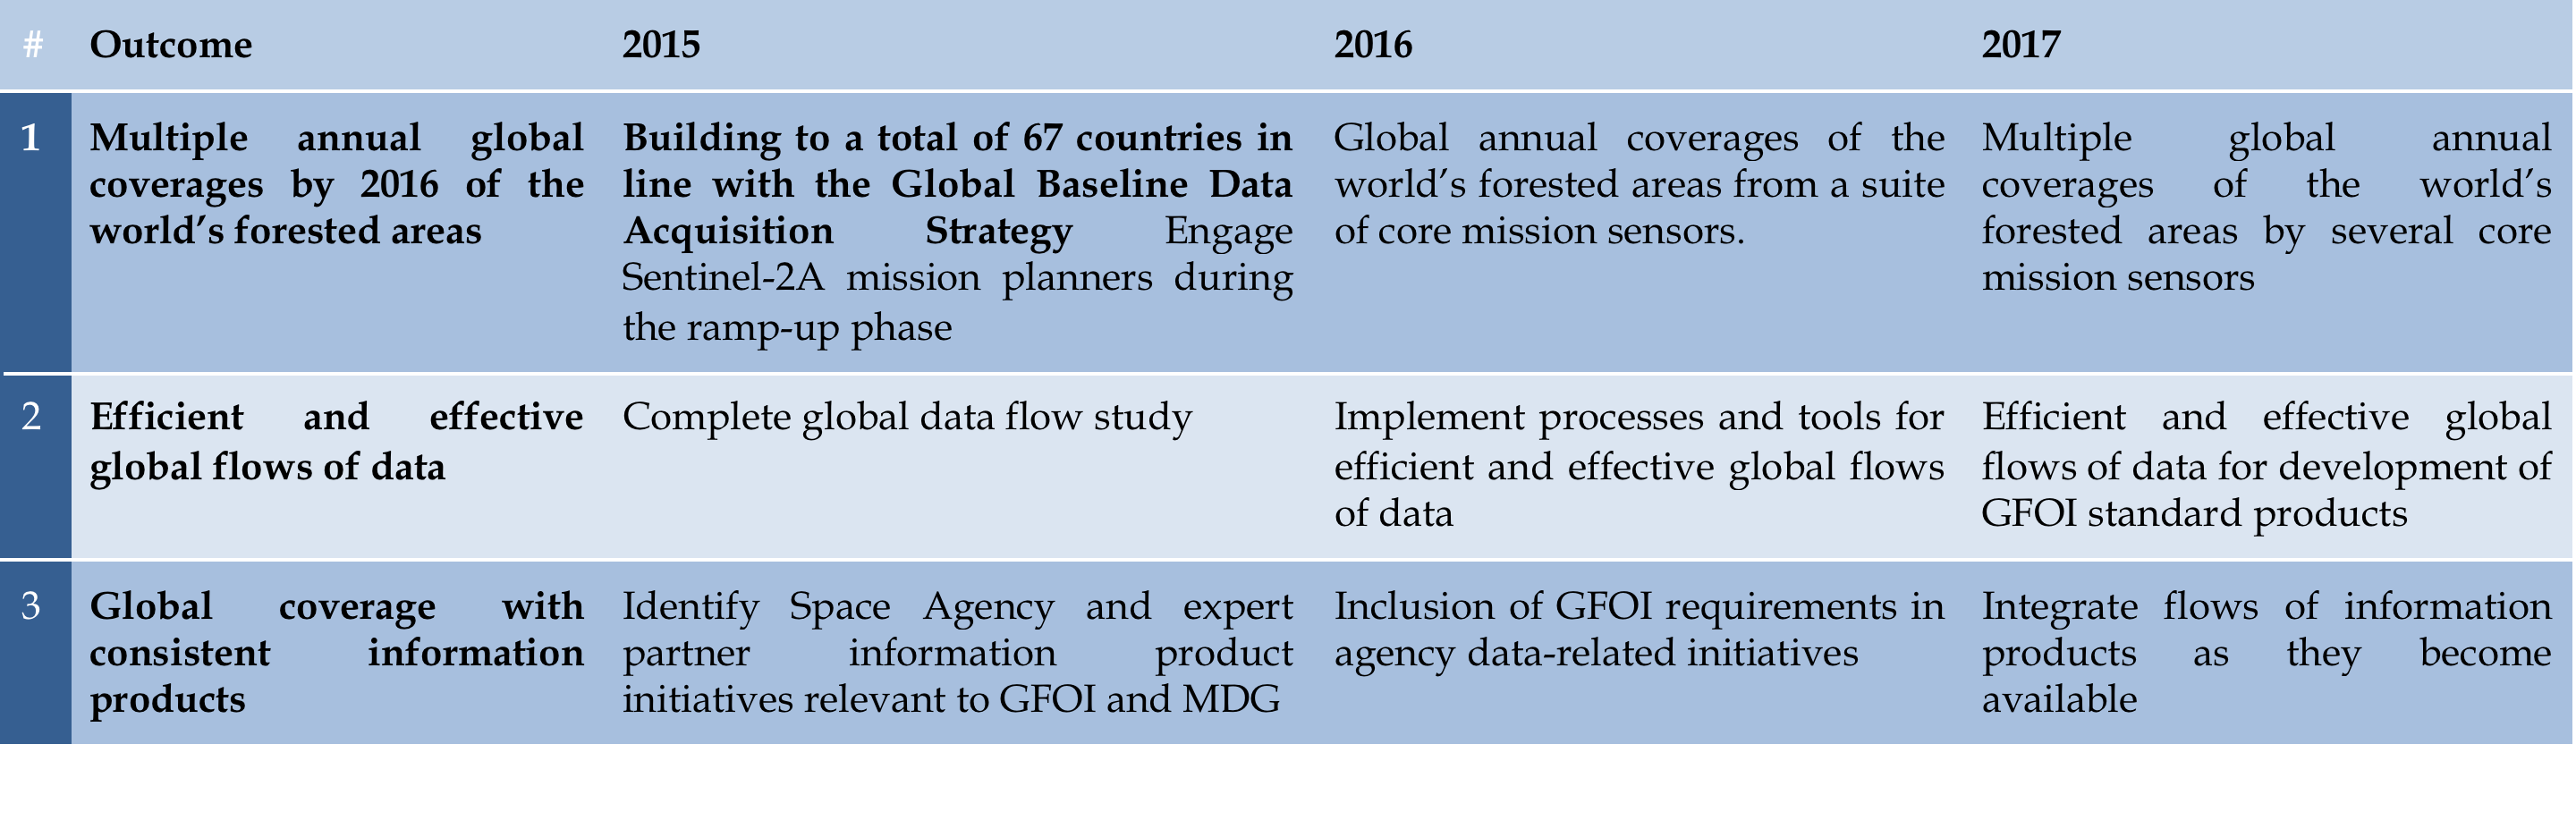 # Outcome 2015 2016 2017
1
Multiple annual global
coverages by 2016 of the
world’s forested areas
Building to a total of 67 countries in
line with the Global Baseline Data
Acquisition Strategy Engage
Sentinel-2A mission planners during
the ramp-up phase
Global annual coverages of the
world’s forested areas from a suite
of core mission sensors.
Multiple global annual
coverages of the world’s
forested areas by several core
mission sensors
2
Efficient and effective
global flows of data
Complete global data flow study
Implement processes and tools for
efficient and effective global flows
of data
Efficient and effective global
flows of data for development of
GFOI standard products
3
Global coverage with
consistent information
products
Identify Space Agency and expert
partner information product
initiatives relevant to GFOI and MDG
Inclusion of GFOI requirements in
agency data-related initiatives
Integrate flows of information
products as they become
available